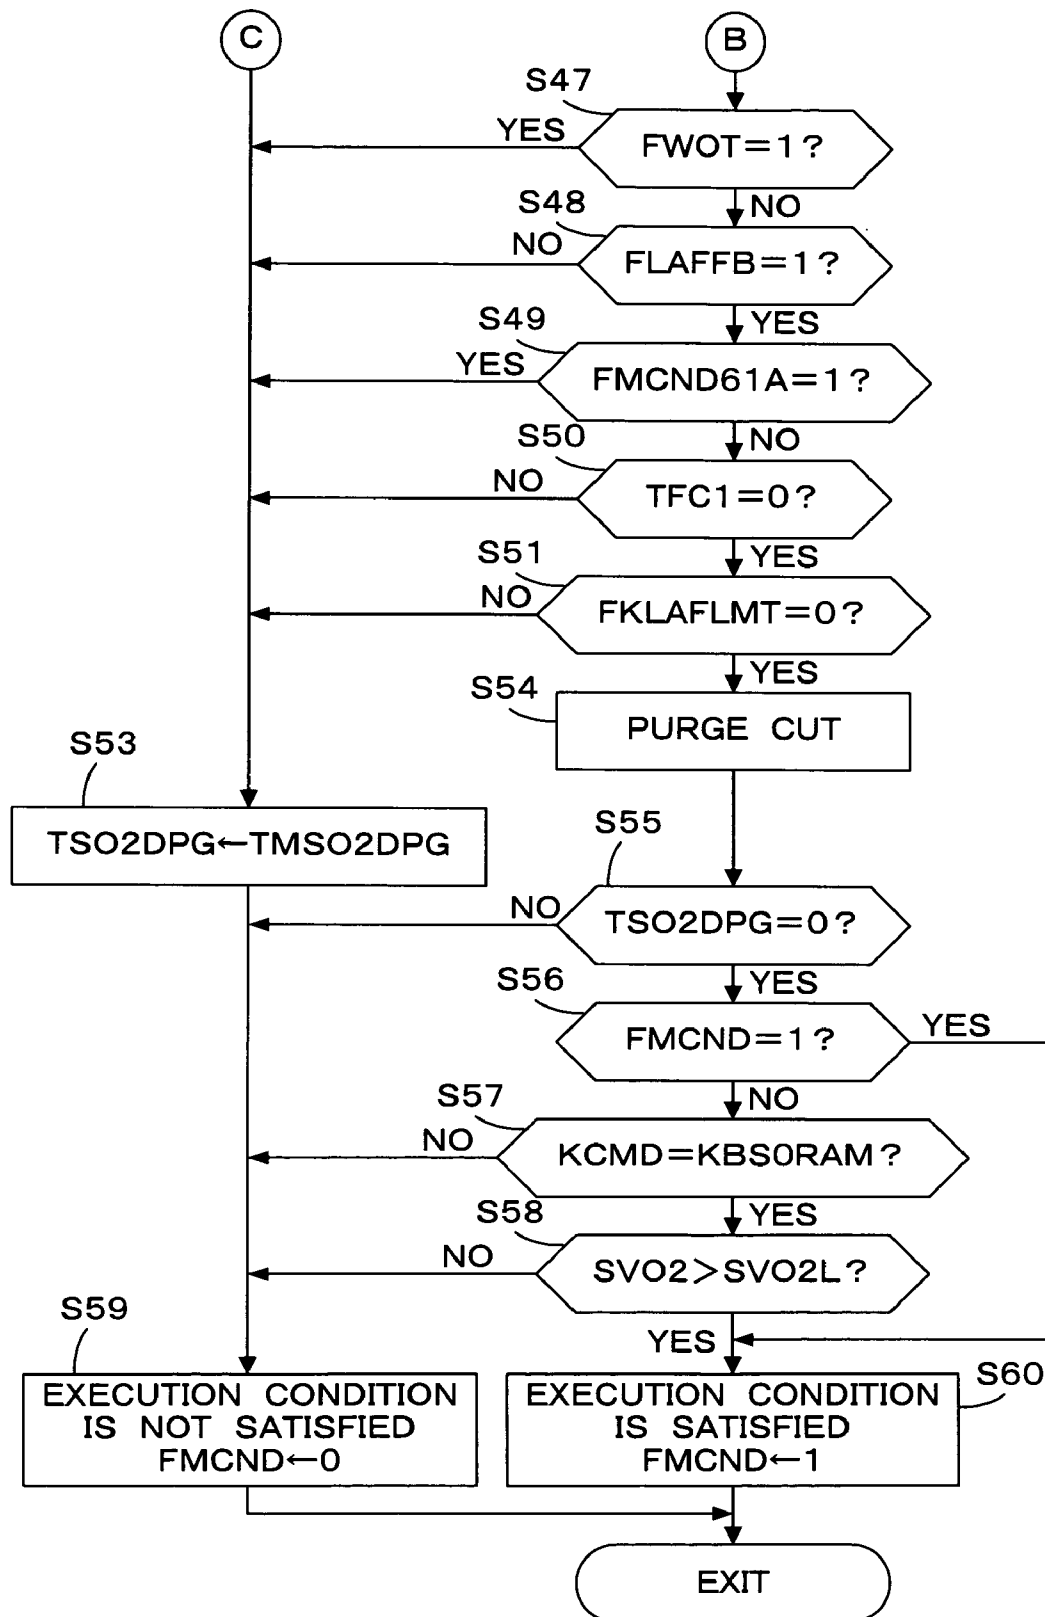 C
B
S47
YES
FWOT=1?
NO
S48
NO
FLAFFB=1?
YES
S49
YES
FMCND61A=1?
NO
S50
NO
TFC1=0?
YES
S51
NO
FKLAFLMT=0?
YES
S54
PURGE CUT
S53
TSO2DPG←TMSO2DPG
S55
NO
TSO2DPG=0?
YES
S56
FMCND=1?
YES
NO
S57
NO
KCMD=KBS0RAM?
YES
S58
NO
SVO2>SVO2L?
YES
S59
EXECUTION CONDITION
IS NOT SATISFIED
FMCND←0
S60
EXECUTION CONDITION
IS SATISFIED
FMCND←1
EXIT